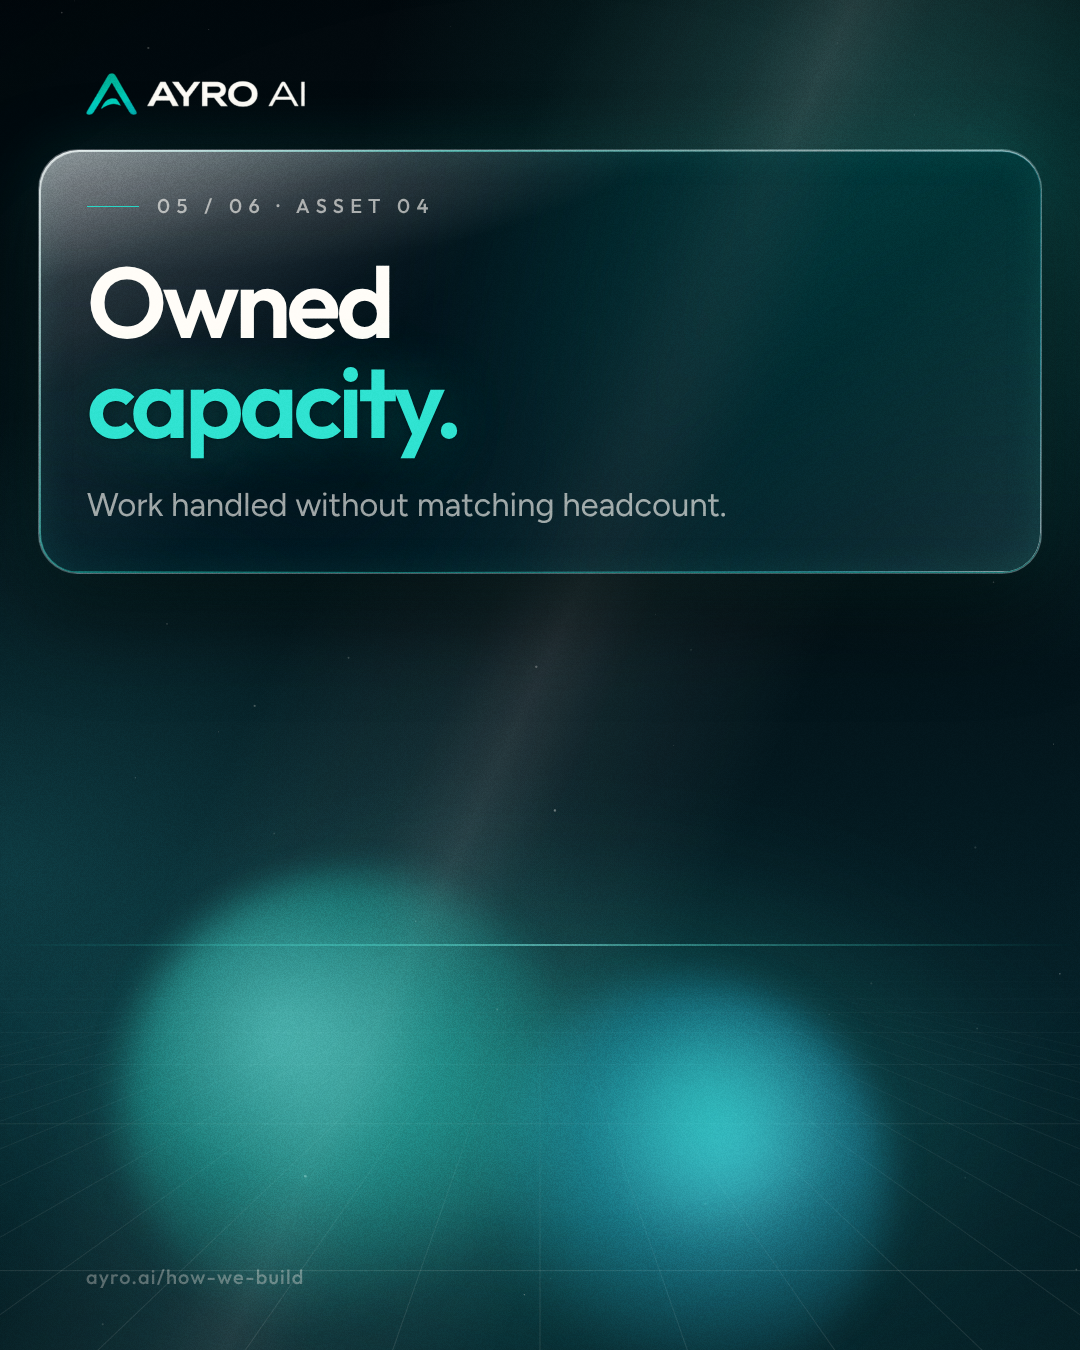 AYRO AI
05 / 06 · ASSET 04
Owned
capacity.
Work handled without matching headcount.
ayro.ai/how-we-build